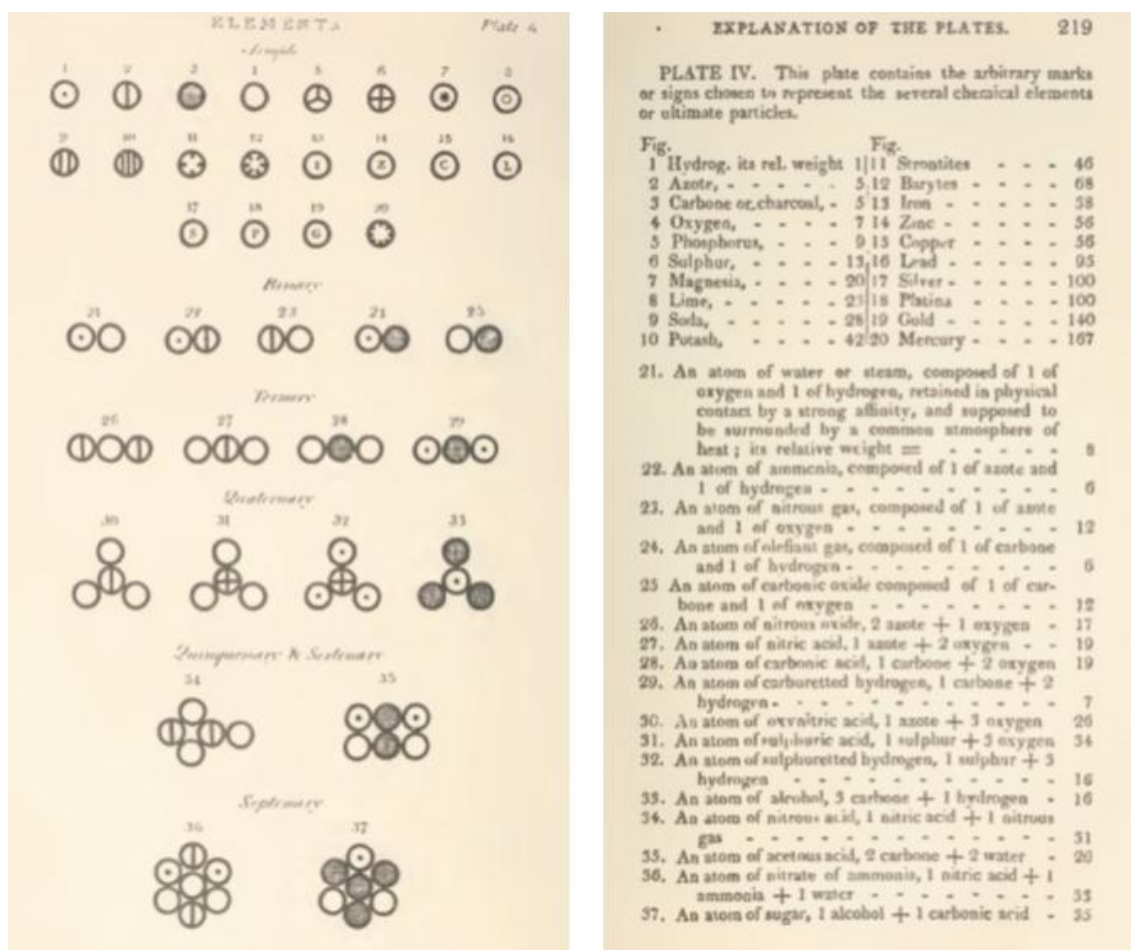 ELEMENTS Plate 4
Simple
1 2 3 4 5 6 7 8
9 10 11 12 13 14 15 16
I Z C L
17 18 19 20
S P G
Binary
21 22 23 24 25
Ternary
26 27 28 29
Quaternary
30 31 32 33
Quinquenary & Sextenary
34 35
Septenary
36 37
EXPLANATION OF THE PLATES. 219
PLATE IV. This plate contains the arbitrary marks
or signs chosen to represent the several chemical elements
or ultimate particles.
Fig. Fig.
1 Hydrog. its rel. weight 1 11 Strontites - - - 46
2 Azote, - - - - - 5 12 Barytes - - - - 68
3 Carbone or charcoal, - 5 13 Iron - - - - 38
4 Oxygen, - - - - 7 14 Zinc - - - - 56
5 Phosphorus, - - - 9 15 Copper - - - - 56
6 Sulphur, - - - - 13 16 Lead - - - - 95
7 Magnesia, - - - - 20 17 Silver - - - - 100
8 Lime, - - - - - 23 18 Platina - - - 100
9 Soda, - - - - - 28 19 Gold - - - - 140
10 Potash, - - - - 42 20 Mercury - - - - 167
21. An atom of water or steam, composed of 1 of
oxygen and 1 of hydrogen, retained in physical
contact by a strong affinity, and supposed to
be surrounded by a common atmosphere of
heat; its relative weight = - - - - - 8
22. An atom of ammonia, composed of 1 of azote and
1 of hydrogen - - - - - - - - - 6
23. An atom of nitrous gas, composed of 1 of azote
and 1 of oxygen - - - - - - - - 12
24. An atom of olefiant gas, composed of 1 of carbone
and 1 of hydrogen - - - - - - - - 6
25 An atom of carbonic oxide composed of 1 of car-
bone and 1 of oxygen - - - - - - - 12
26. An atom of nitrous oxide, 2 azote + 1 oxygen - 17
27. An atom of nitric acid, 1 azote + 2 oxygen - - 19
28. An atom of carbonic acid, 1 carbone + 2 oxygen 19
29. An atom of carburetted hydrogen, 1 carbone + 2
hydrogen - - - - - - - - - - 7
30. An atom of oxynitric acid, 1 azote + 3 oxygen 26
31. An atom of sulphuric acid, 1 sulphur + 3 oxygen 34
32. An atom of sulphuretted hydrogen, 1 sulphur + 3
hydrogen - - - - - - - - - - 16
33. An atom of alcohol, 3 carbone + 1 hydrogen - 16
34. An atom of nitrous acid, 1 nitric acid + 1 nitrous
gas - - - - - - - - - - - - 31
35. An atom of acetous acid, 2 carbone + 2 water - 26
36. An atom of nitrate of ammonia, 1 nitric acid + 1
ammonia + 1 water - - - - - - - 33
37. An atom of sugar, 1 alcohol + 1 carbonic acid - 35